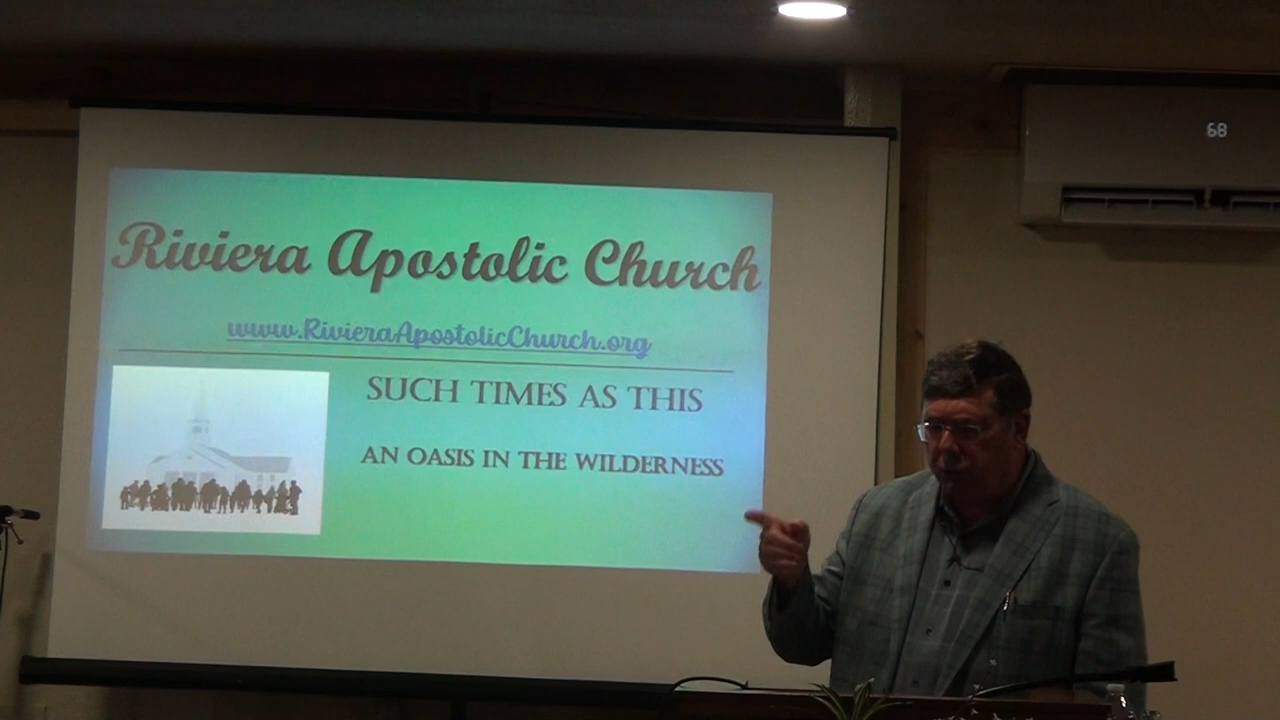 Riviera Apostolic Church
www.RivieraApostolicChurch.org
SUCH TIMES AS THIS
AN OASIS IN THE WILDERNESS
68